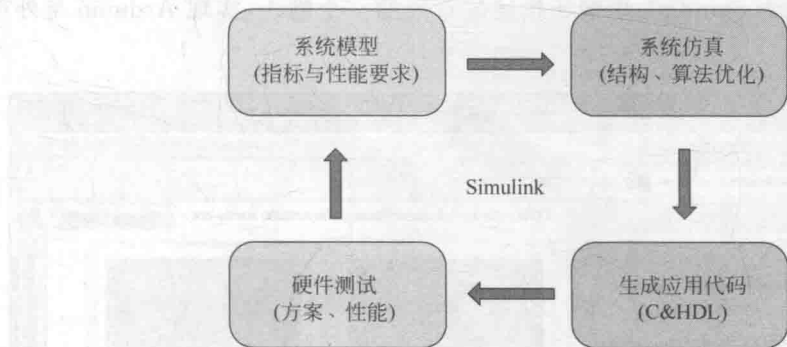 系统模型
(指标与性能要求)
系统仿真
(结构、算法优化)
Simulink
硬件测试
(方案、性能)
生成应用代码
(C&HDL)